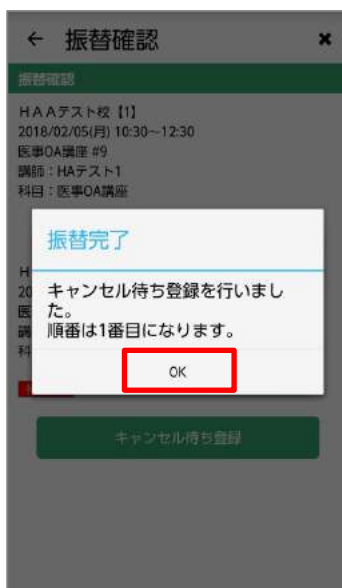 ← 振替確認 ✖
振替確認
HAAテスト校【1】
2018/02/05(月) 10:30～12:30
医事OA講座 #9
講師：HAテスト1
科目：医事OA講座
振替完了
H
20
医
講
科
キャンセル待ち登録を行いまし
た。
順番は1番目になります。
OK
キャンセル待ち登録